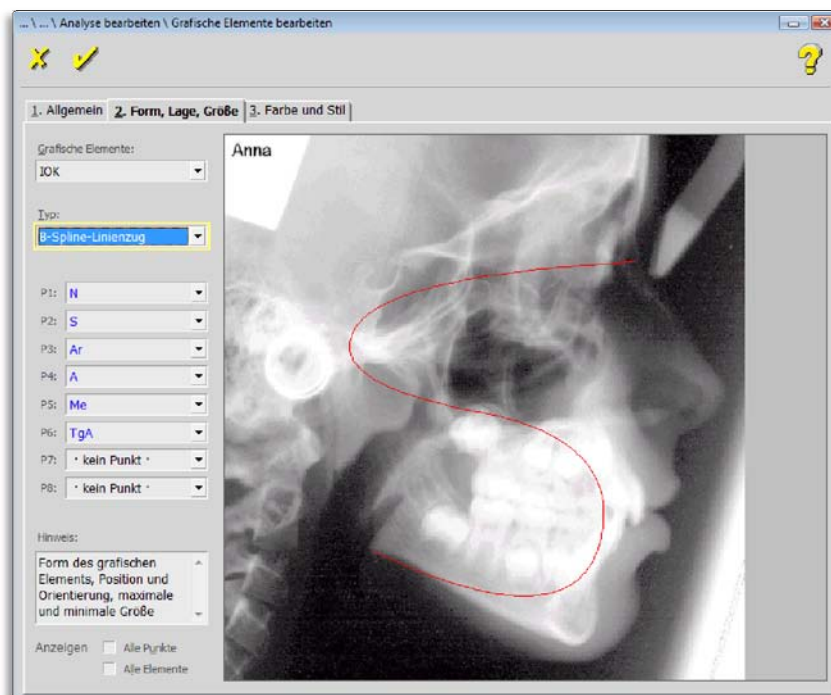 ... \ ... \ Analyse bearbeiten \ Grafische Elemente bearbeiten
1. Allgemein 2. Form, Lage, Größe 3. Farbe und Stil
Grafische Elemente:
IOK
Typ:
B-Spline-Linienzug
P1: N
P2: S
P3: Ar
P4: A
P5: Me
P6: TgA
P7: · kein Punkt ·
P8: · kein Punkt ·
Hinweis:
Form des grafischen
Elements, Position und
Orientierung, maximale
und minimale Größe
Anzeigen Alle Punkte
Alle Elemente
Anna